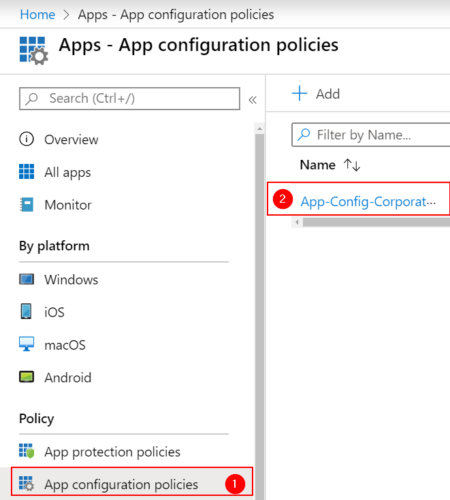 Home > Apps - App configuration policies
Apps - App configuration policies
Search (Ctrl+/)
«
Overview
All apps
Monitor
By platform
Windows
iOS
macOS
Android
Policy
App protection policies
App configuration policies 1
+ Add
Filter by Name...
Name ↑↓
2 App-Config-Corporat...